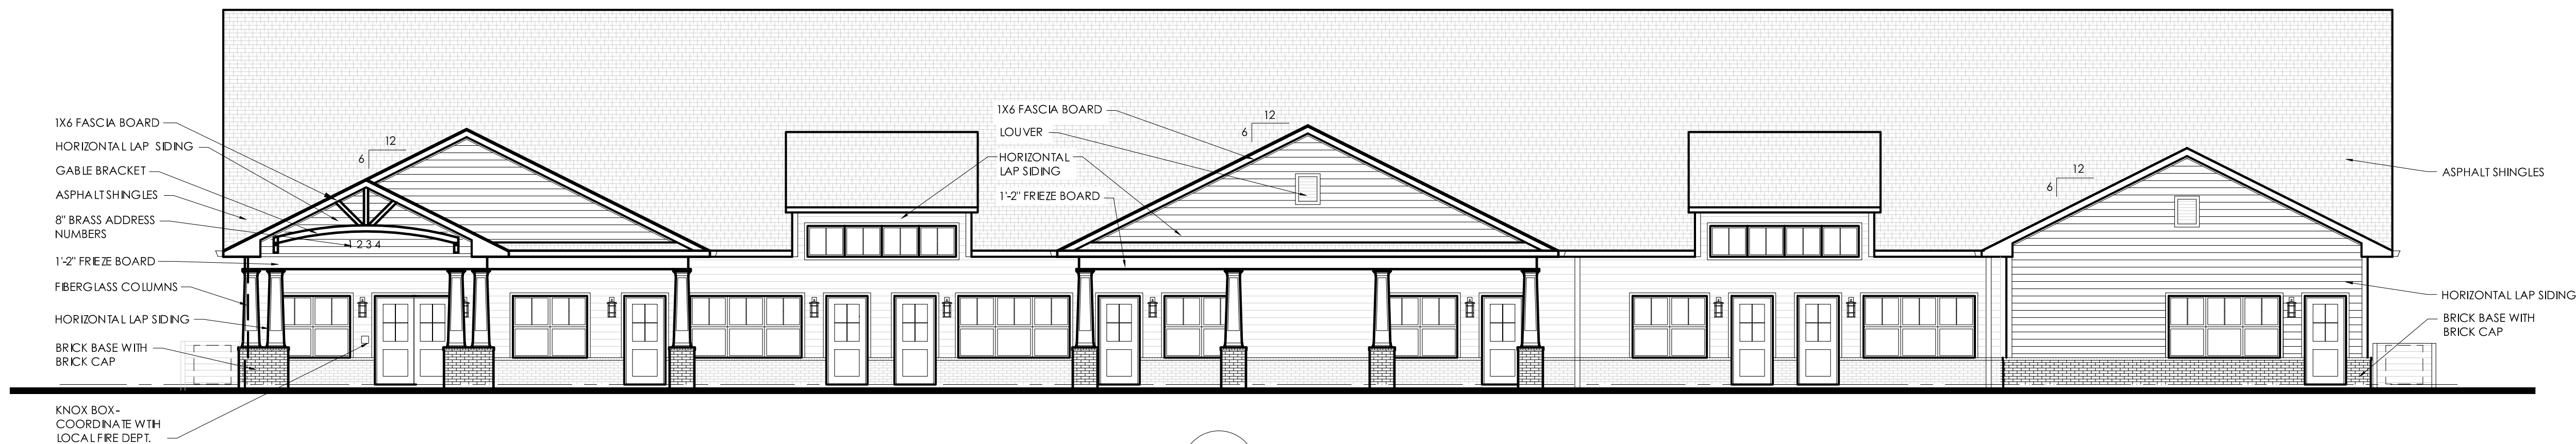 1X6 FASCIA BOARD
HORIZONTAL LAP SIDING
GABLE BRACKET
ASPHALT SHINGLES
8" BRASS ADDRESS
NUMBERS
1'-2" FRIEZE BOARD
FIBERGLASS COLUMNS
HORIZONTAL LAP SIDING
BRICK BASE WITH
BRICK CAP
KNOX BOX-
COORDINATE WTIH
LOCAL FIRE DEPT.
12
6
1 2 3 4
1X6 FASCIA BOARD
LOUVER
HORIZONTAL
LAP SIDING
1'-2" FRIEZE BOARD
12
6
12
6
ASPHALT SHINGLES
HORIZONTAL LAP SIDING
BRICK BASE WITH
BRICK CAP